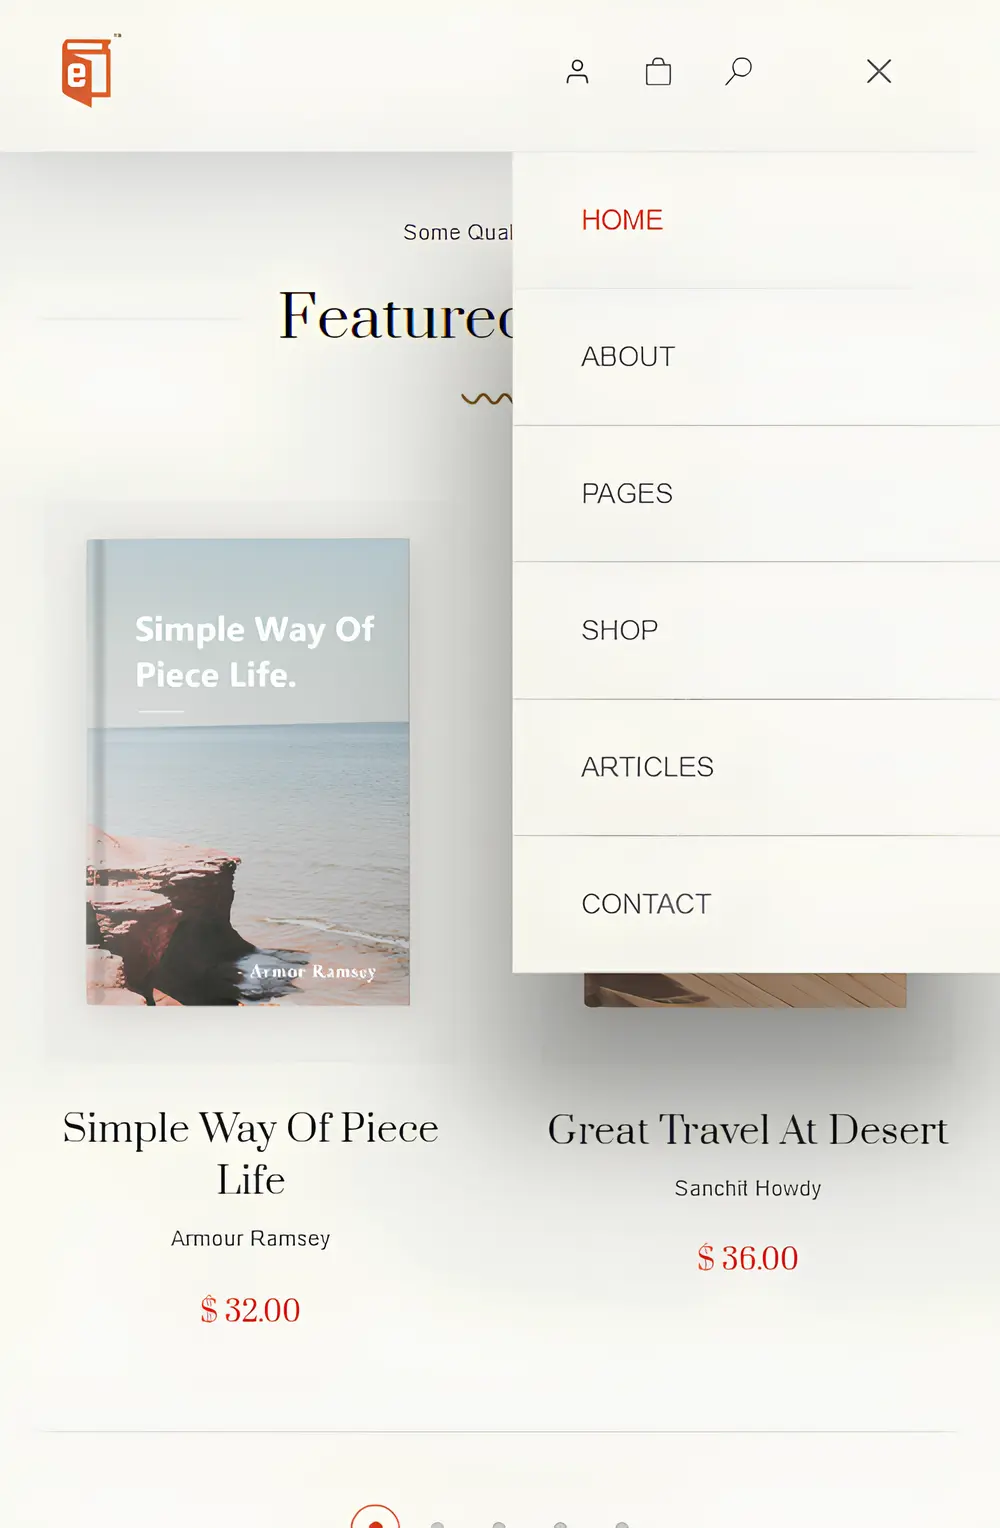 e
HOME
ABOUT
PAGES
SHOP
ARTICLES
CONTACT
Some Qual
Featured
Simple Way Of
Piece Life.
- Armor Ramsey
Simple Way Of Piece
Life
Armour Ramsey
$ 32.00
Great Travel At Desert
Sanchit Howdy
$ 36.00